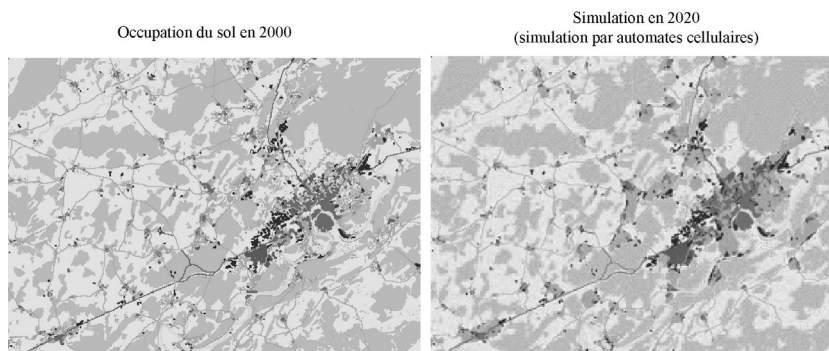 Occupation du sol en 2000
Simulation en 2020
(simulation par automates cellulaires)